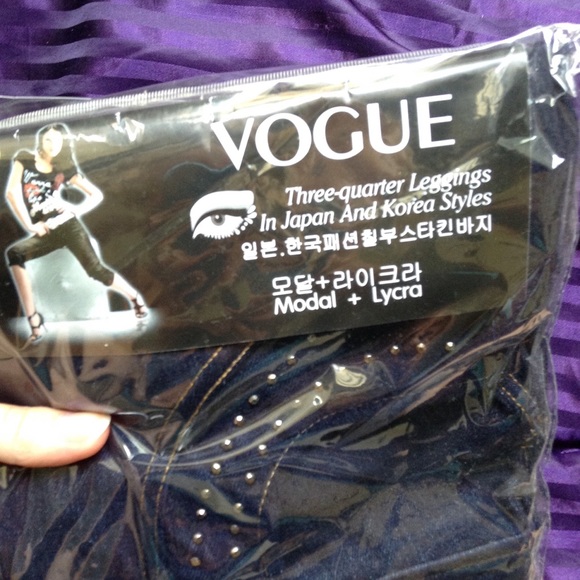 VOGUE
Three-quarter Leggings
In Japan And Korea Styles
일본.한국패션칠부스타킨바지
모달+라이크라
Modal + Lycra